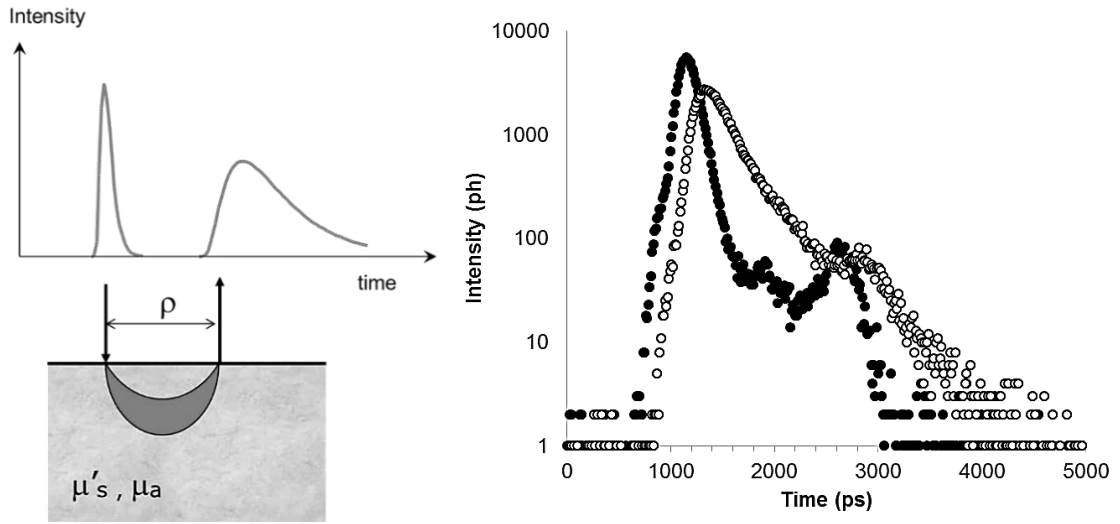 Intensity
time
ρ
μ's , μa
Intensity (ph)
10000
1000
100
10
1
0
1000
2000
3000
4000
5000
Time (ps)